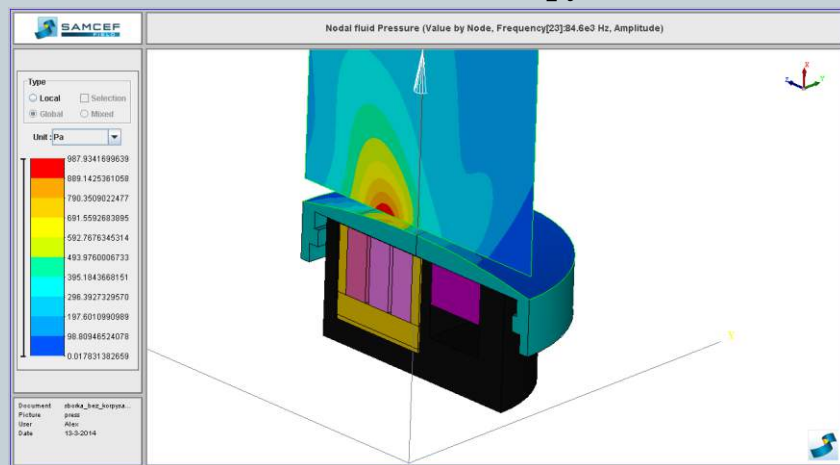 SAMCEF
FIELD
Nodal fluid Pressure (Value by Node, Frequency[23]:84.6e3 Hz, Amplitude)
Type
Local
Selection
Global
Mixed
Unit : Pa
987.9341699639
889.1425361058
790.3509022477
691.5592683895
592.7676345314
493.9760006733
395.1843668151
296.3927329570
197.6010990989
98.80946524078
0.017831382659
Document sborka_bez_korpysa...
Picture press
User Alex
Date 13-3-2014
X
Z
Y